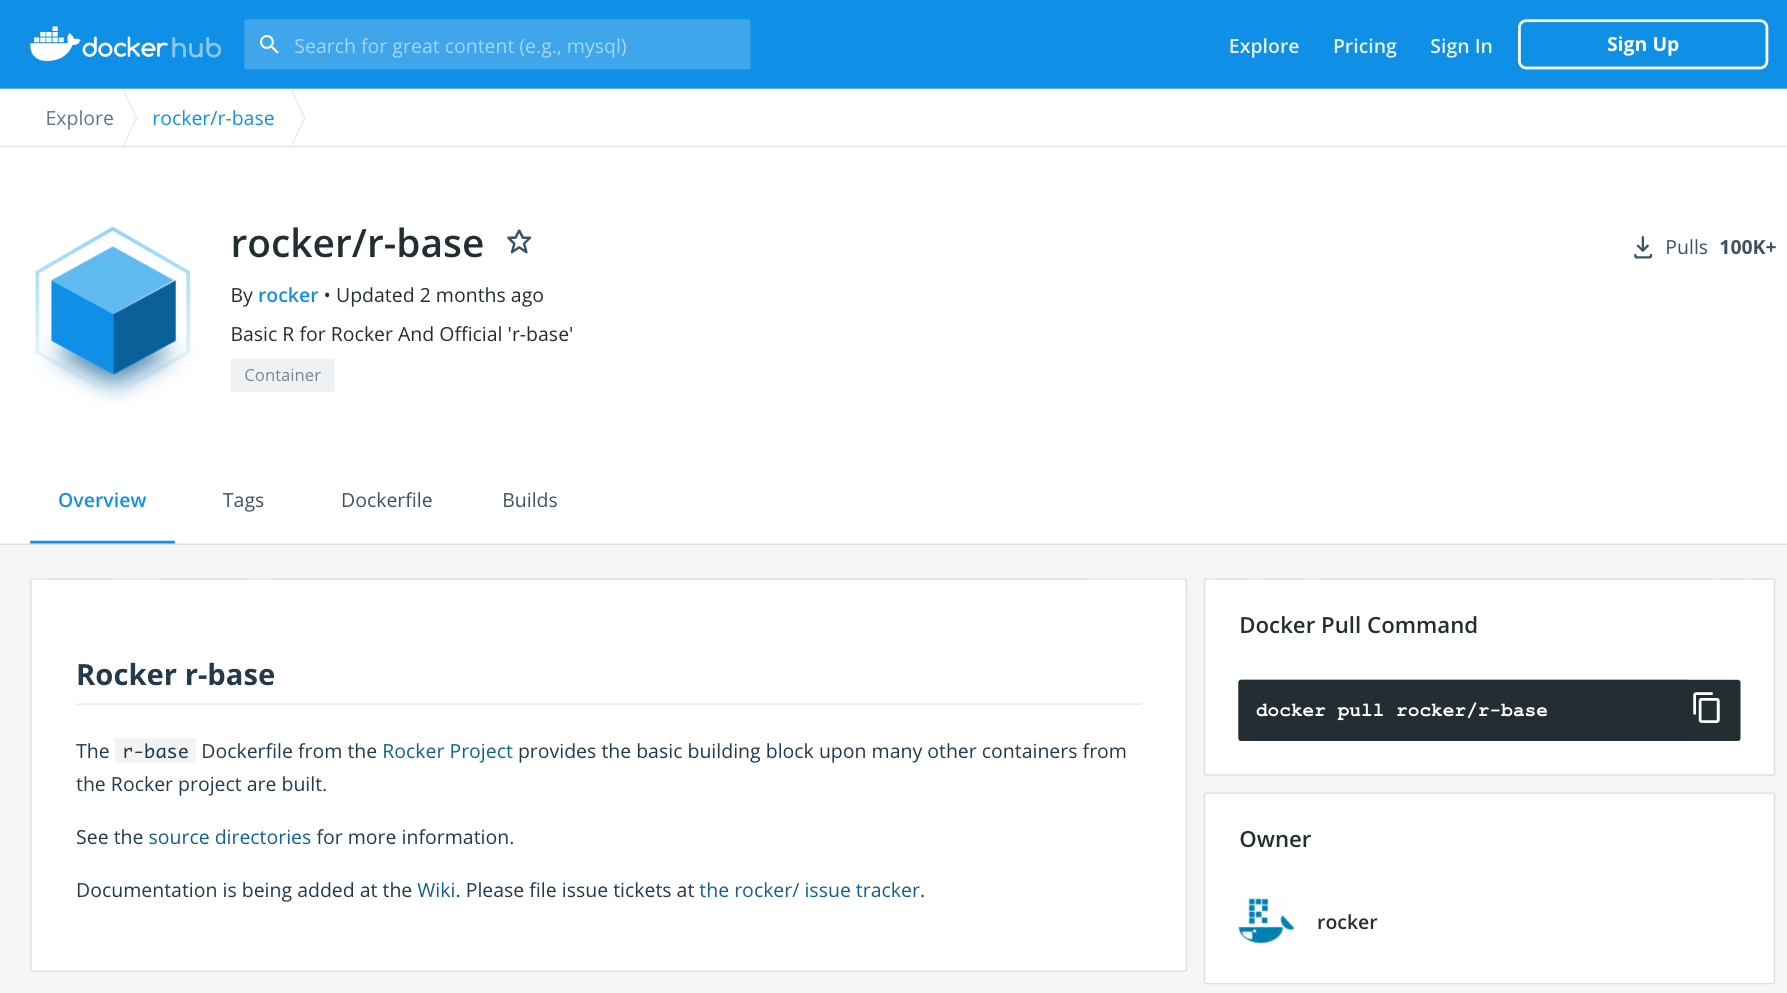 docker hub
Search for great content (e.g., mysql)
Explore
Pricing
Sign In
Sign Up
Explore
rocker/r-base
rocker/r-base
Pulls 100K+
By rocker • Updated 2 months ago
Basic R for Rocker And Official 'r-base'
Container
Overview
Tags
Dockerfile
Builds
Rocker r-base
The r-base Dockerfile from the Rocker Project provides the basic building block upon many other containers from
the Rocker project are built.
See the source directories for more information.
Documentation is being added at the Wiki. Please file issue tickets at the rocker/ issue tracker.
Docker Pull Command
docker pull rocker/r-base
Owner
R
rocker